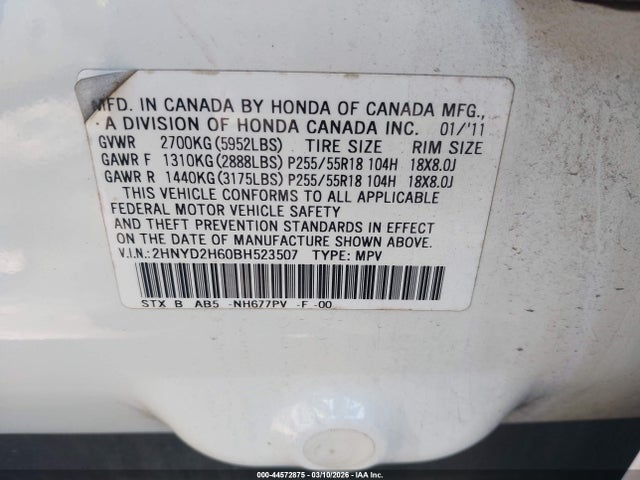 MFD. IN CANADA BY HONDA OF CANADA MFG.,
A DIVISION OF HONDA CANADA INC. 01/'11
GVWR 2700KG(5952LBS) TIRE SIZE RIM SIZE
GAWR F 1310KG(2888LBS) P255/55R18 104H 18X8.0J
GAWR R 1440KG(3175LBS) P255/55R18 104H 18X8.0J
THIS VEHICLE CONFORMS TO ALL APPLICABLE
FEDERAL MOTOR VEHICLE SAFETY
AND THEFT PREVENTION STANDARDS IN EFFECT
ON THE DATE OF MANUFACTURE SHOWN ABOVE.
V.I.N.:2HNYD2H60BH523507 TYPE: MPV
STX B AB5 -NH677PV -F -00
000-44572875 - 03/10/2026 - IAA Inc.